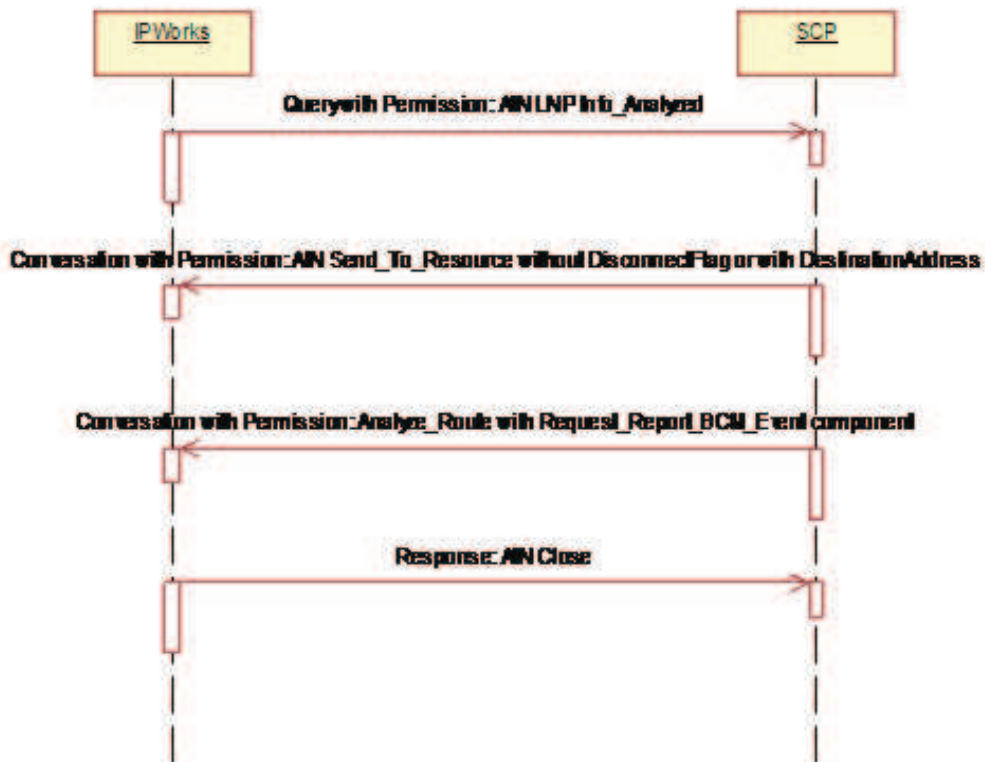 IPWorks
SCP
Query with Permission:: AIN LNP Info_Analyzed
Conversation with Permission::AIN Send_To_Resource without DisconnectFlag or with DestinationAddress
Conversation with Permission::Analyze_Route with Request_Report_BCM_Event component
Response:: AIN Close